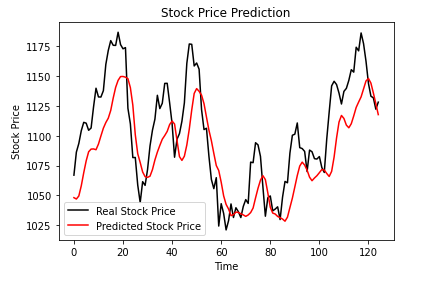 Stock Price Prediction
Stock Price
1175
1150
1125
1100
1075
1050
1025
Real Stock Price
Predicted Stock Price
0
20
40
60
80
100
120
Time